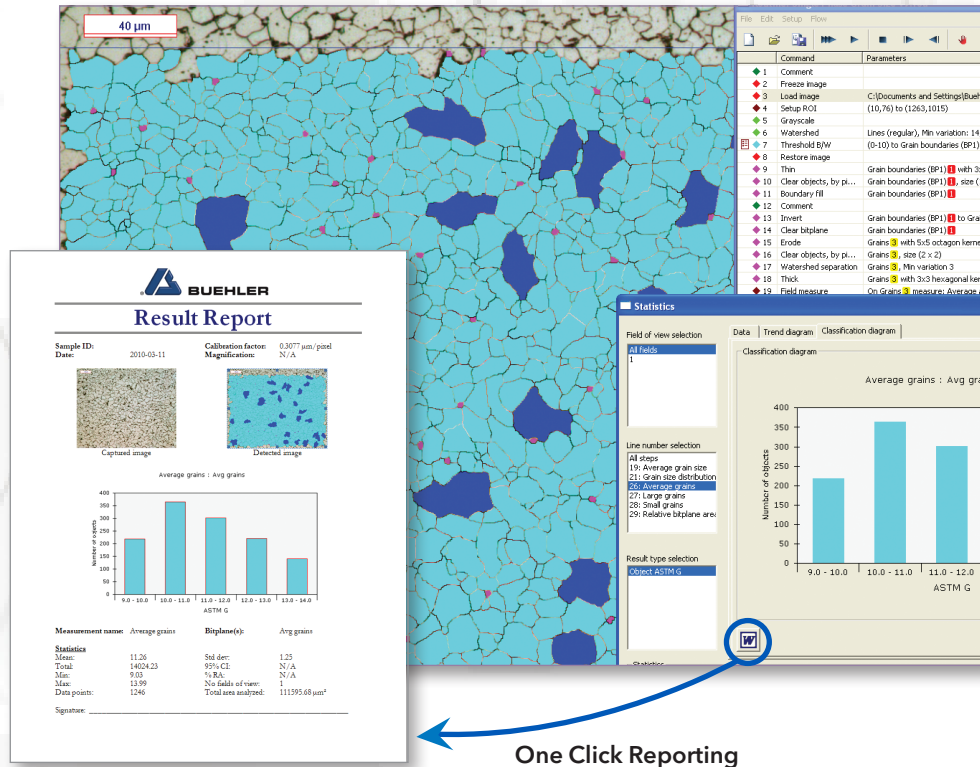 40 µm
File Edit Setup Flow
Command Parameters
1 Comment
2 Freeze image
3 Load image C:\Documents and Settings\Bueh
4 Setup ROI (10,76) to (1263,1015)
5 Grayscale
6 Watershed Lines (regular), Min variation: 14
7 Threshold B/W (0-10) to Grain boundaries (BP1)
8 Restore image
9 Thin Grain boundaries (BP1) 1 with 3x
10 Clear objects, by pi... Grain boundaries (BP1) 1, size (
11 Boundary fill Grain boundaries (BP1) 1
12 Comment
13 Invert Grain boundaries (BP1) 1 to Gra
14 Clear bitplane Grain boundaries (BP1) 1
15 Erode Grains 3 with 5x5 octagon kerne
16 Clear objects, by pi... Grains 3, size (2 x 2)
17 Watershed separation Grains 3, Min variation 3
18 Thick Grains 3 with 3x3 hexagonal ker
19 Field measure On Grains 3 measure: Average
BUEHLER
Result Report
Sample ID: Calibration factor: 0.3077 µm/pixel
Date: 2010-03-11 Magnification: N/A
Captured image Detected image
Average grains : Avg grains
400
350
300
250
200
150
100
50
0
Number of objects
9.0 - 10.0 10.0 - 11.0 11.0 - 12.0 12.0 - 13.0 13.0 - 14.0
ASTM G
Measurement name: Average grains Bitplane(s): Avg grains
Statistics
Mean: 11.26 Std dev: 1.25
Total: 14024.23 95% CI: N/A
Min: 9.03 % RA: N/A
Max: 13.99 No fields of view: 1
Data points: 1246 Total area analyzed: 111595.68 µm²
Signature:
Statistics
Field of view selection
All fields
1
Line number selection
All steps
19: Average grain size
21: Grain size distribution
26: Average grains
27: Large grains
28: Small grains
29: Relative bitplane area
Result type selection
Object ASTM G
Statistics
Data Trend diagram Classification diagram
Classification diagram
Average grains : Avg gra
400
350
300
250
200
150
100
50
0
Number of objects
9.0 - 10.0 10.0 - 11.0 11.0 - 12.0
ASTM G
W
One Click Reporting